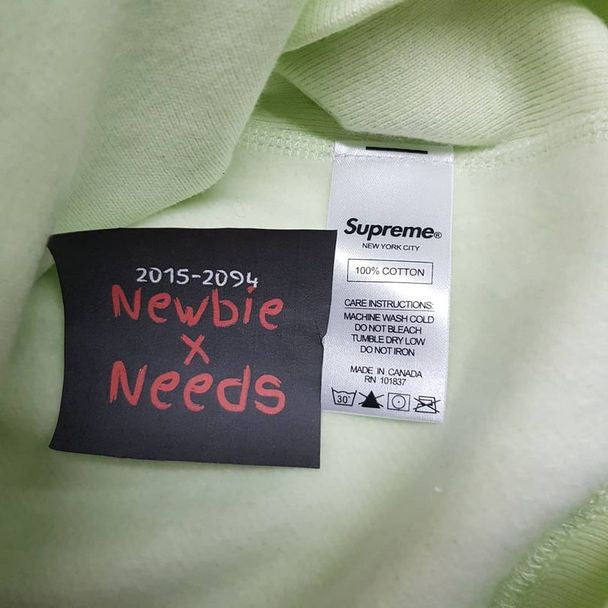 2015-2094
Newbie
x
Needs
Supreme®
NEW YORK CITY
100% COTTON
CARE INSTRUCTIONS:
MACHINE WASH COLD
DO NOT BLEACH
TUMBLE DRY LOW
DO NOT IRON
MADE IN CANADA
RN 101837
30°